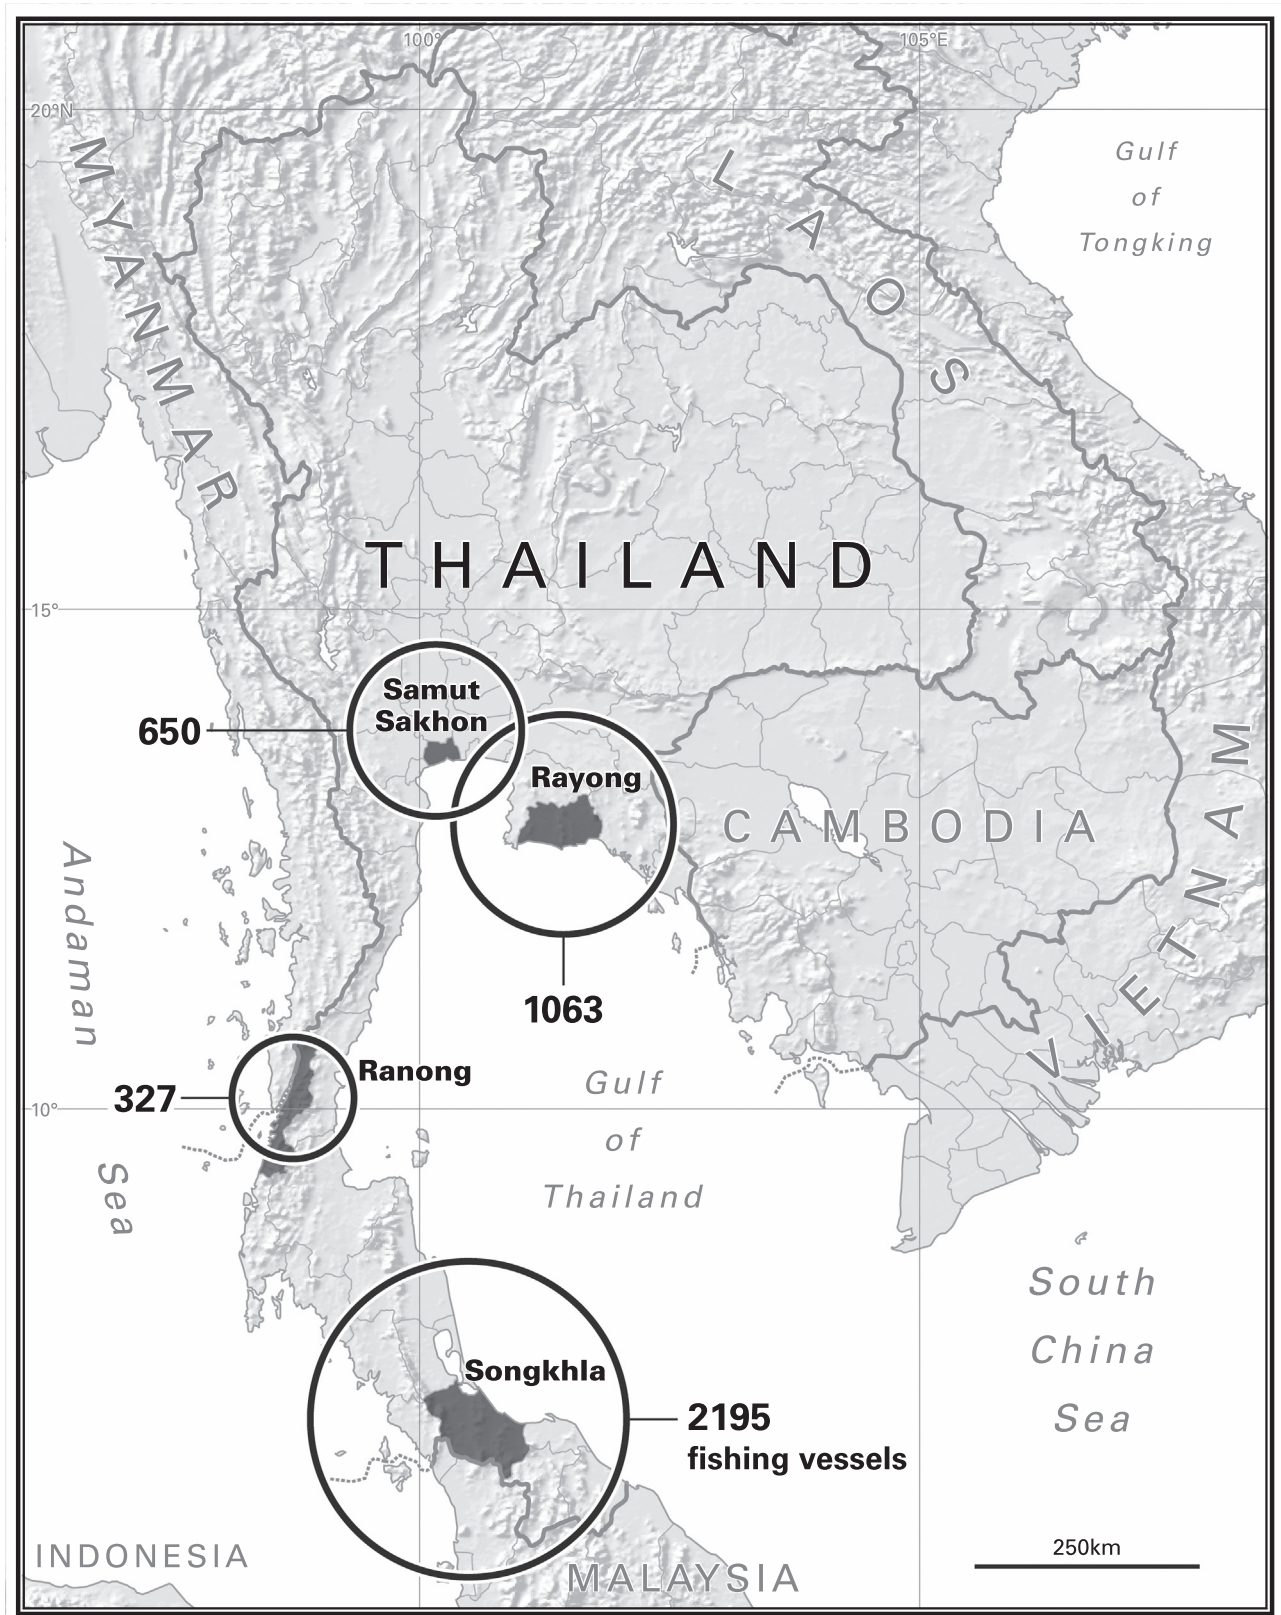 100°
105°E
20°N
MYANMAR
LAOS
Gulf
of
Tongking
THAILAND
15°
Samut
Sakhon
650
Rayong
CAMBODIA
VIETNAM
Andaman
Sea
1063
Ranong
327
10°
Gulf
of
Thailand
South
China
Sea
Songkhla
2195
fishing vessels
250km
INDONESIA
MALAYSIA